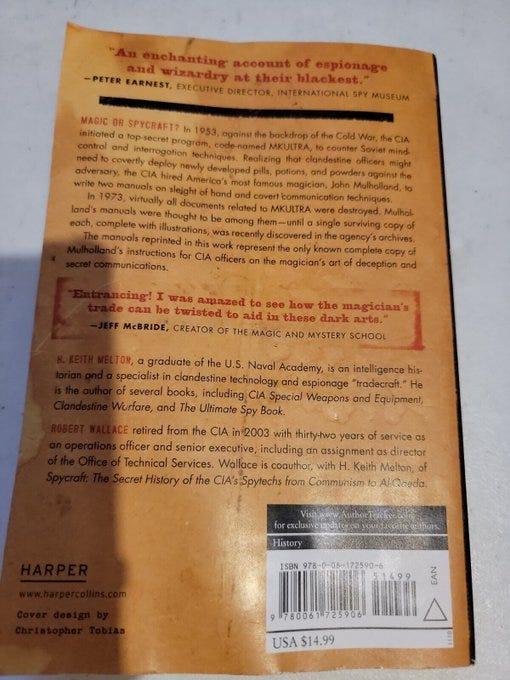 "An enchanting account of espionage
and wizardry at their blackest."
—PETER EARNEST, EXECUTIVE DIRECTOR, INTERNATIONAL SPY MUSEUM
MAGIC OR SPYCRAFT? In 1953, against the backdrop of the Cold War, the CIA
initiated a top-secret program, code-named MKULTRA, to counter Soviet mind-
control and interrogation techniques. Realizing that clandestine officers might
need to covertly deploy newly developed pills, potions, and powders against the
adversary, the CIA hired America's most famous magician, John Mulholland, to
write two manuals on sleight of hand and covert communication techniques.
In 1973, virtually all documents related to MKULTRA were destroyed. Mulhol-
land's manuals were thought to be among them—until a single surviving copy of
each, complete with illustrations, was recently discovered in the agency's archives.
The manuals reprinted in this work represent the only known complete copy of
Mulholland's instructions for CIA officers on the magician's art of deception and
secret communications.
"Entrancing! I was amazed to see how the magician's
trade can be twisted to aid in these dark arts."
—JEFF McBRIDE, CREATOR OF THE MAGIC AND MYSTERY SCHOOL
H. KEITH MELTON, a graduate of the U.S. Naval Academy, is an intelligence his-
torian and a specialist in clandestine technology and espionage "tradecraft." He
is the author of several books, including CIA Special Weapons and Equipment,
Clandestine Warfare, and The Ultimate Spy Book.
ROBERT WALLACE retired from the CIA in 2003 with thirty-two years of service as
an operations officer and senior executive, including an assignment as director
of the Office of Technical Services. Wallace is coauthor, with H. Keith Melton, of
Spycraft: The Secret History of the CIA's Spytechs from Communism to Al-Qaeda.
Visit www.AuthorTracker.com
for exclusive updates on your favorite authors.
History
ISBN 978-0-06-172590-6
51499
EAN
9 780061 725906
USA $14.99
HARPER
www.harpercollins.com
Cover design by
Christopher Tobias